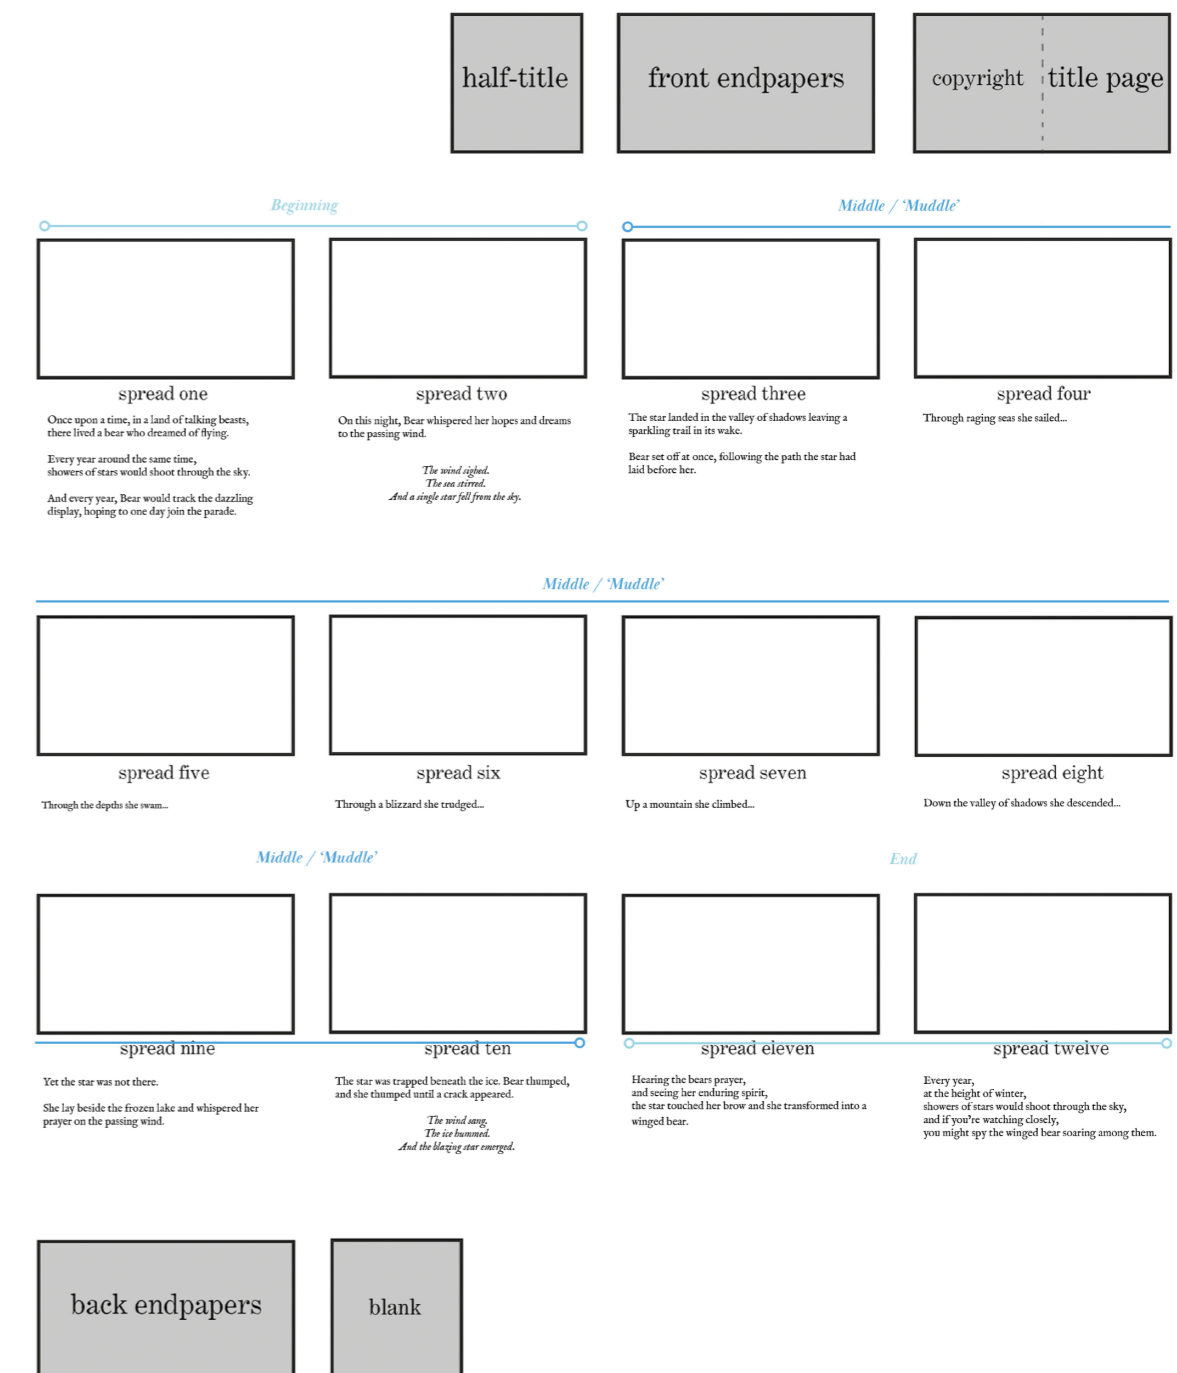 half-title
front endpapers
copyright
title page
Beginning
Middle / ‘Muddle’
spread one
Once upon a time, in a land of talking beasts,
there lived a bear who dreamed of flying.
Every year around the same time,
showers of stars would shoot through the sky.
And every year, Bear would track the dazzling
display, hoping to one day join the parade.
spread two
On this night, Bear whispered her hopes and dreams
to the passing wind.
The wind sighed.
The sea stirred.
And a single star fell from the sky.
spread three
The star landed in the valley of shadows leaving a
sparkling trail in its wake.
Bear set off at once, following the path the star had
laid before her.
spread four
Through raging seas she sailed...
Middle / ‘Muddle’
spread five
Through the depths she swam...
spread six
Through a blizzard she trudged...
spread seven
Up a mountain she climbed...
spread eight
Down the valley of shadows she descended...
Middle / ‘Muddle’
End
spread nine
Yet the star was not there.
She lay beside the frozen lake and whispered her
prayer on the passing wind.
spread ten
The star was trapped beneath the ice. Bear thumped,
and she thumped until a crack appeared.
The wind sang.
The ice hummed.
And the blazing star emerged.
spread eleven
Hearing the bears prayer,
and seeing her enduring spirit,
the star touched her brow and she transformed into a
winged bear.
spread twelve
Every year,
at the height of winter,
showers of stars would shoot through the sky,
and if you’re watching closely,
you might spy the winged bear soaring among them.
back endpapers
blank